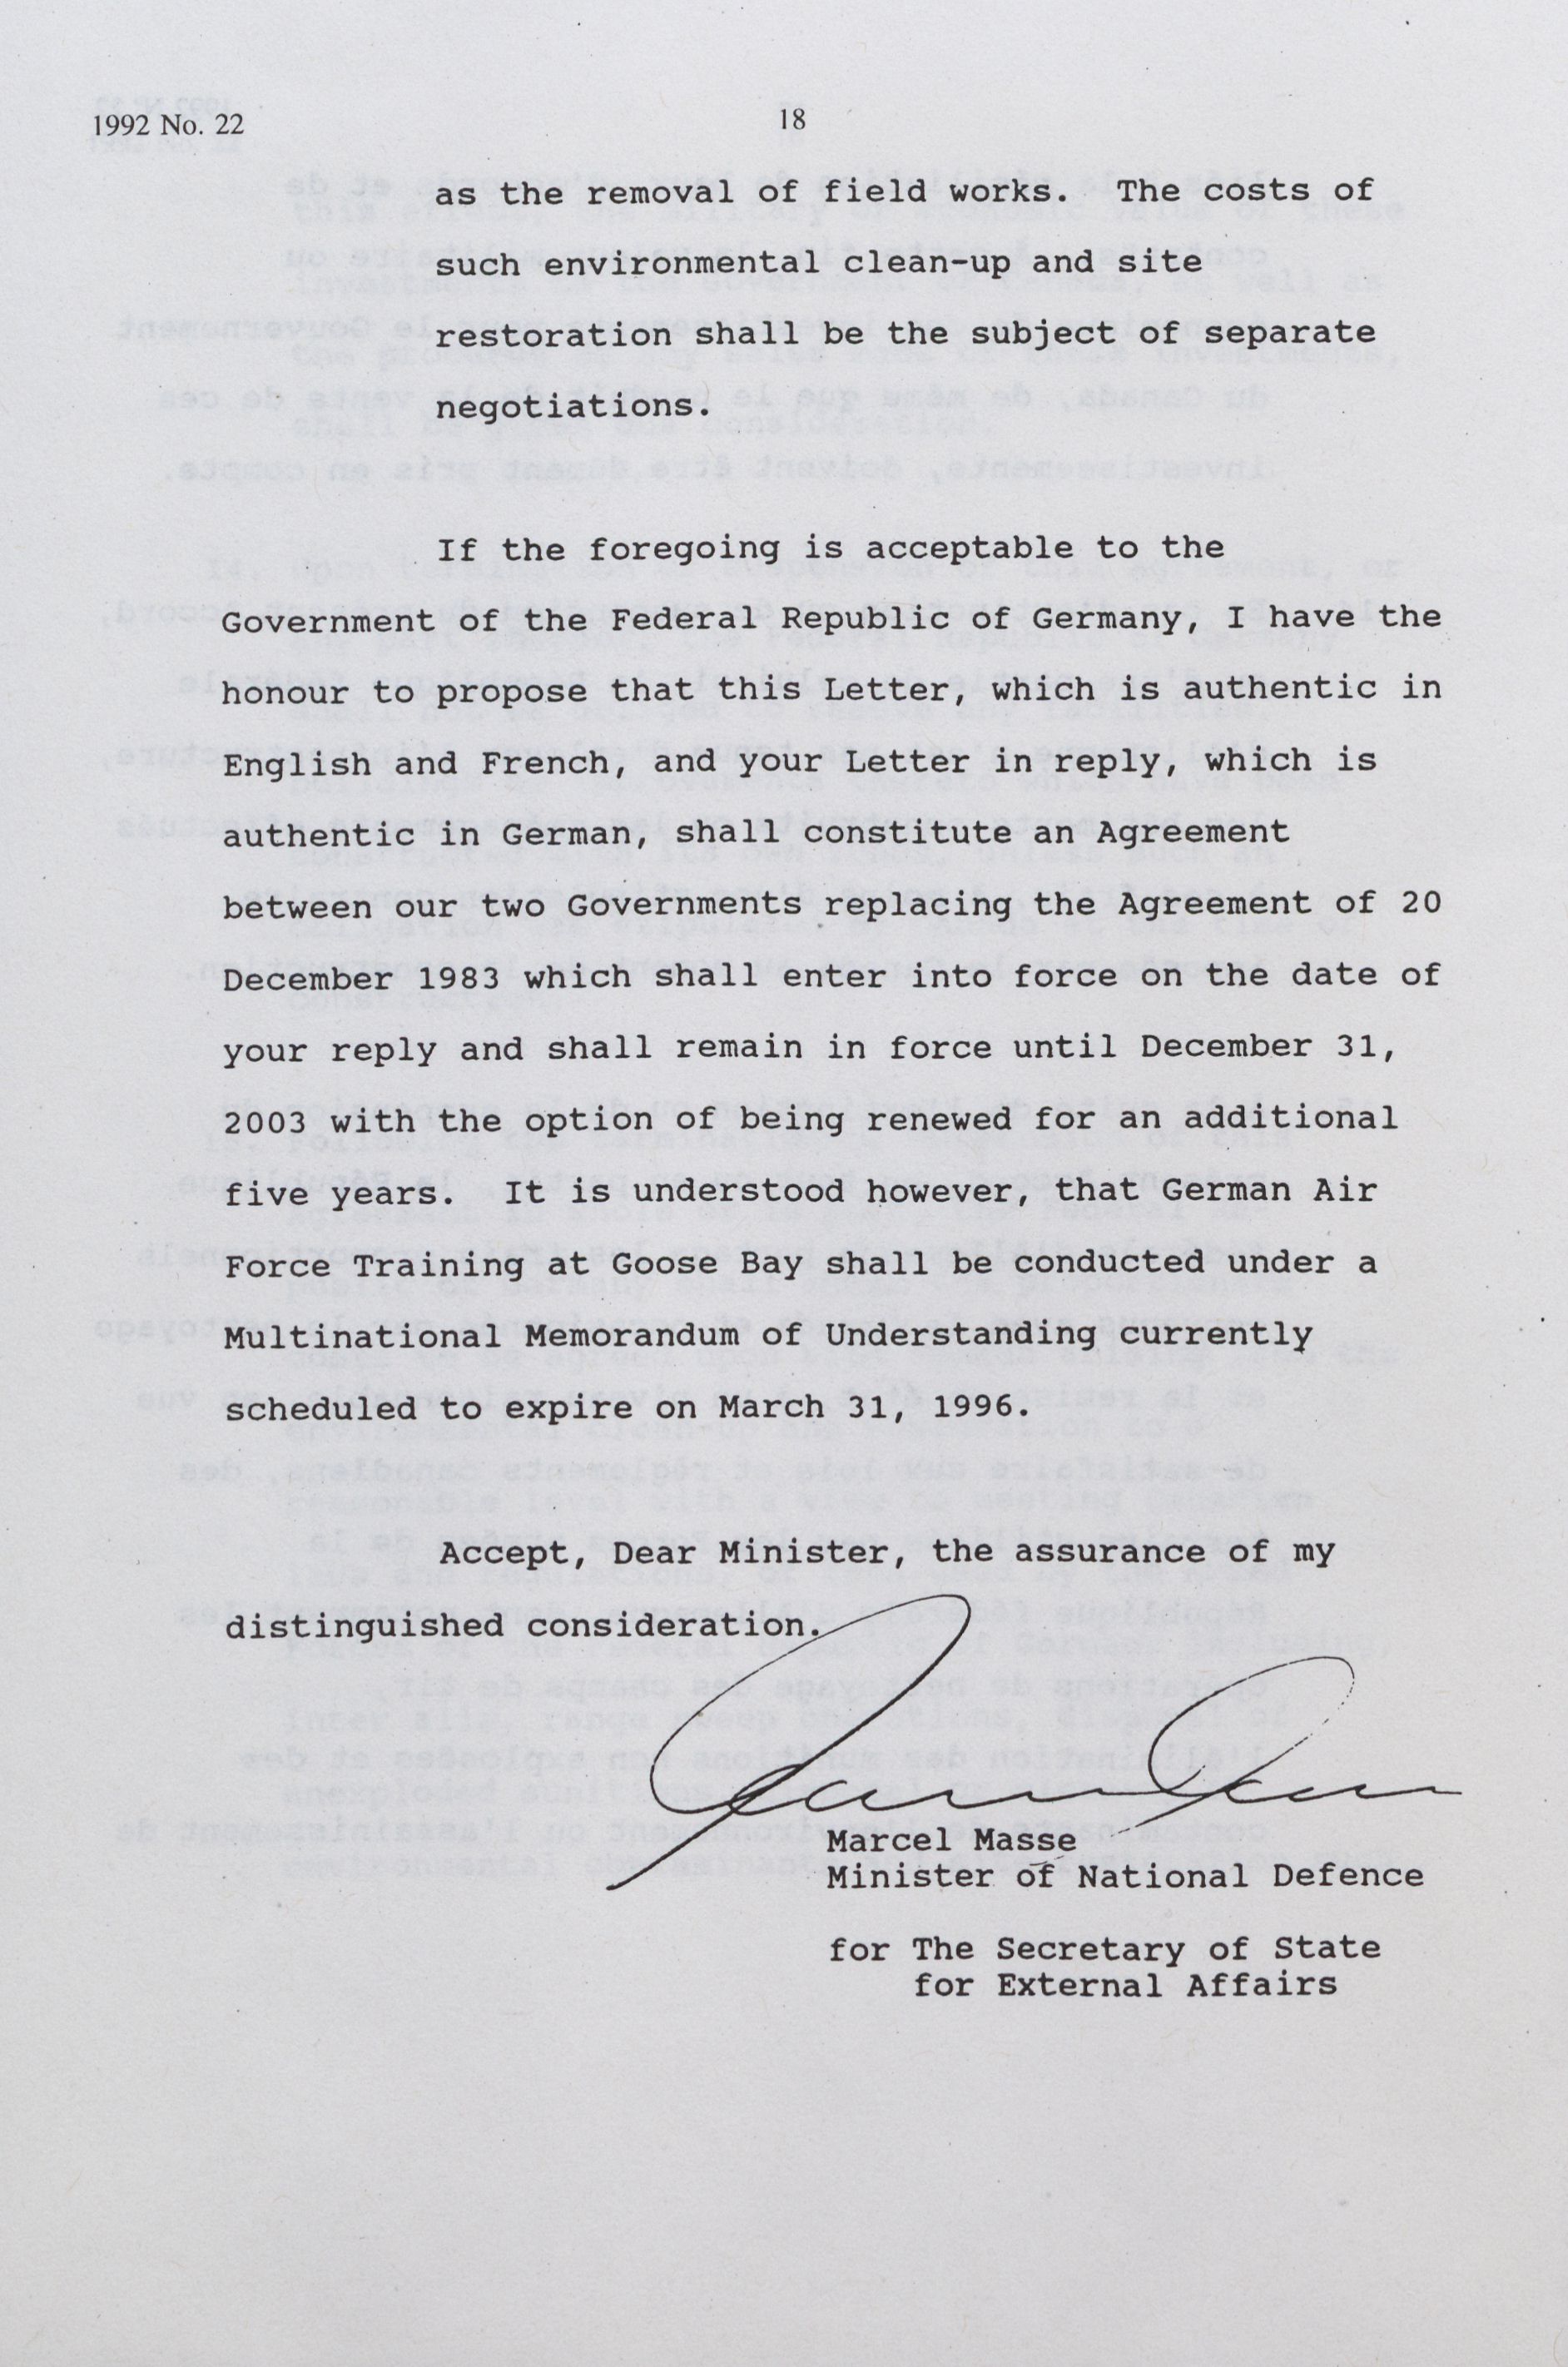 1992 No. 22
18
as the removal of field works. The costs of
such environmental clean-up and site
restoration shall be the subject of separate
negotiations.
If the foregoing is acceptable to the
Government of the Federal Republic of Germany, I have the
honour to propose that this Letter, which is authentic in
English and French, and your Letter in reply, which is
authentic in German, shall constitute an Agreement
between our two Governments replacing the Agreement of 20
December 1983 which shall enter into force on the date of
your reply and shall remain in force until December 31,
2003 with the option of being renewed for an additional
five years. It is understood however, that German Air
Force Training at Goose Bay shall be conducted under a
Multinational Memorandum of Understanding currently
scheduled to expire on March 31, 1996.
Accept, Dear Minister, the assurance of my
distinguished consideration.
Marcel Masse
Minister of National Defence
for The Secretary of State
for External Affairs